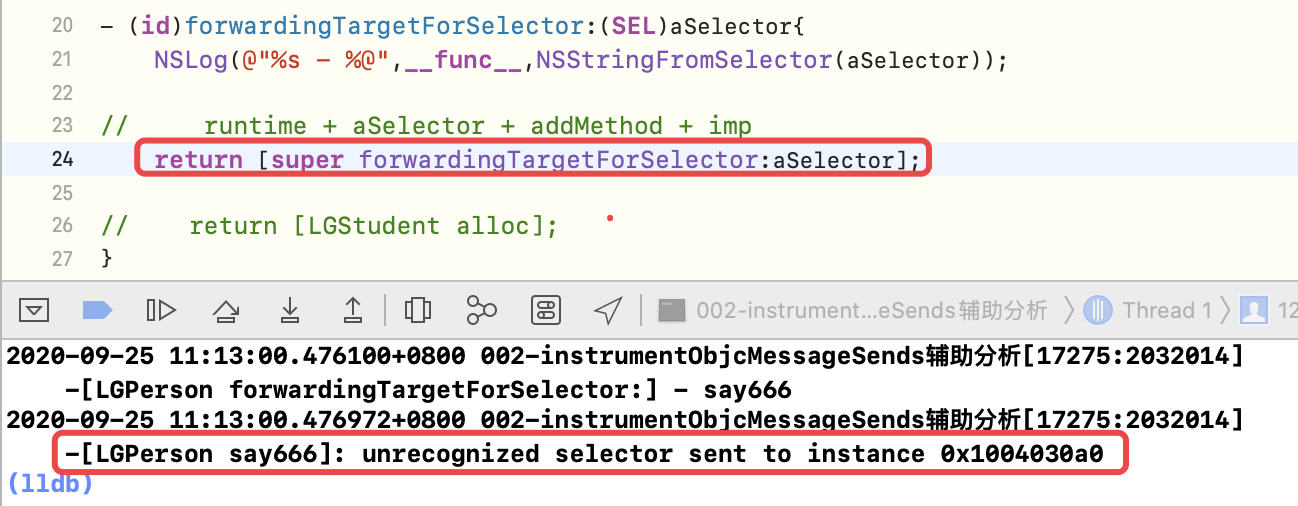 20 - (id)forwardingTargetForSelector:(SEL)aSelector{
21 NSLog(@"%s - %@",__func__,NSStringFromSelector(aSelector));
22
23 // runtime + aSelector + addMethod + imp
24 return [super forwardingTargetForSelector:aSelector];
25
26 // return [LGStudent alloc];
27 }
002-instrument...eSends辅助分析 〉 Thread 1 〉 12
2020-09-25 11:13:00.476100+0800 002-instrumentObjcMessageSends辅助分析[17275:2032014]
-[LGPerson forwardingTargetForSelector:] - say666
2020-09-25 11:13:00.476972+0800 002-instrumentObjcMessageSends辅助分析[17275:2032014]
-[LGPerson say666]: unrecognized selector sent to instance 0x1004030a0
(lldb)